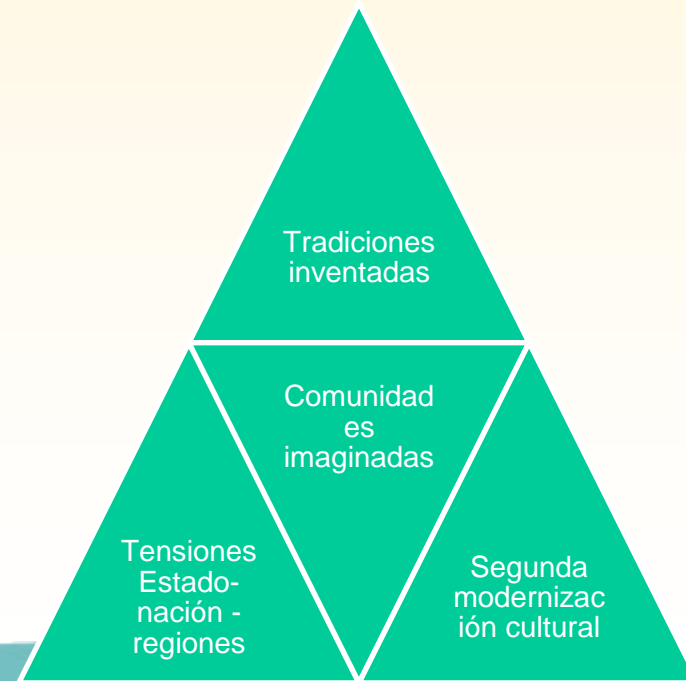 Tradiciones
inventadas
Comunidad
es
imaginadas
Tensiones
Estado-
nación -
regiones
Segunda
modernizac
ión cultural